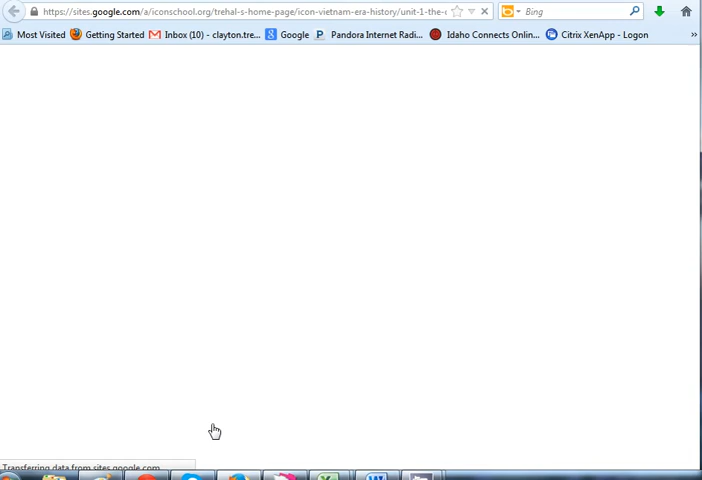 https://sites.google.com/a/iconschool.org/trehal-s-home-page/icon-vietnam-era-history/unit-1-the-c
Bing
Most Visited Getting Started Inbox (10) - clayton.tre... Google Pandora Internet Radi... Idaho Connects Onlin... Citrix XenApp - Logon »
Transferring data from sites.google.com